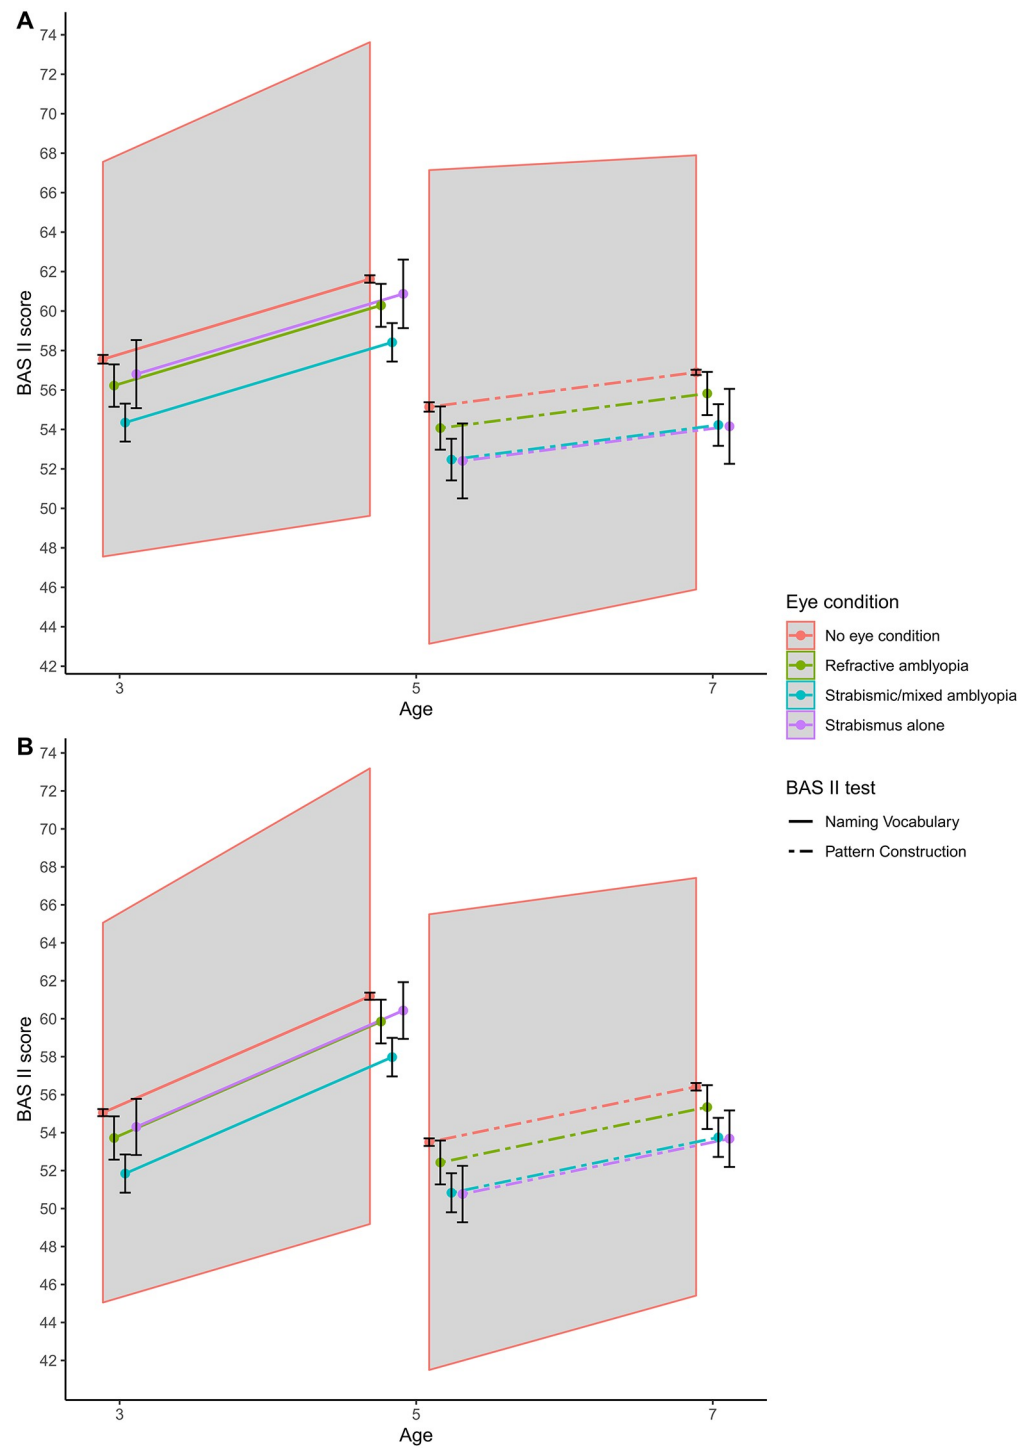 A
74
72
70
68
66
64
62
60
58
56
54
52
50
48
46
44
42
BAS II score
3 5 7
Age
Eye condition
No eye condition
Refractive amblyopia
Strabismic/mixed amblyopia
Strabismus alone
BAS II test
Naming Vocabulary
Pattern Construction
B
74
72
70
68
66
64
62
60
58
56
54
52
50
48
46
44
42
BAS II score
3 5 7
Age